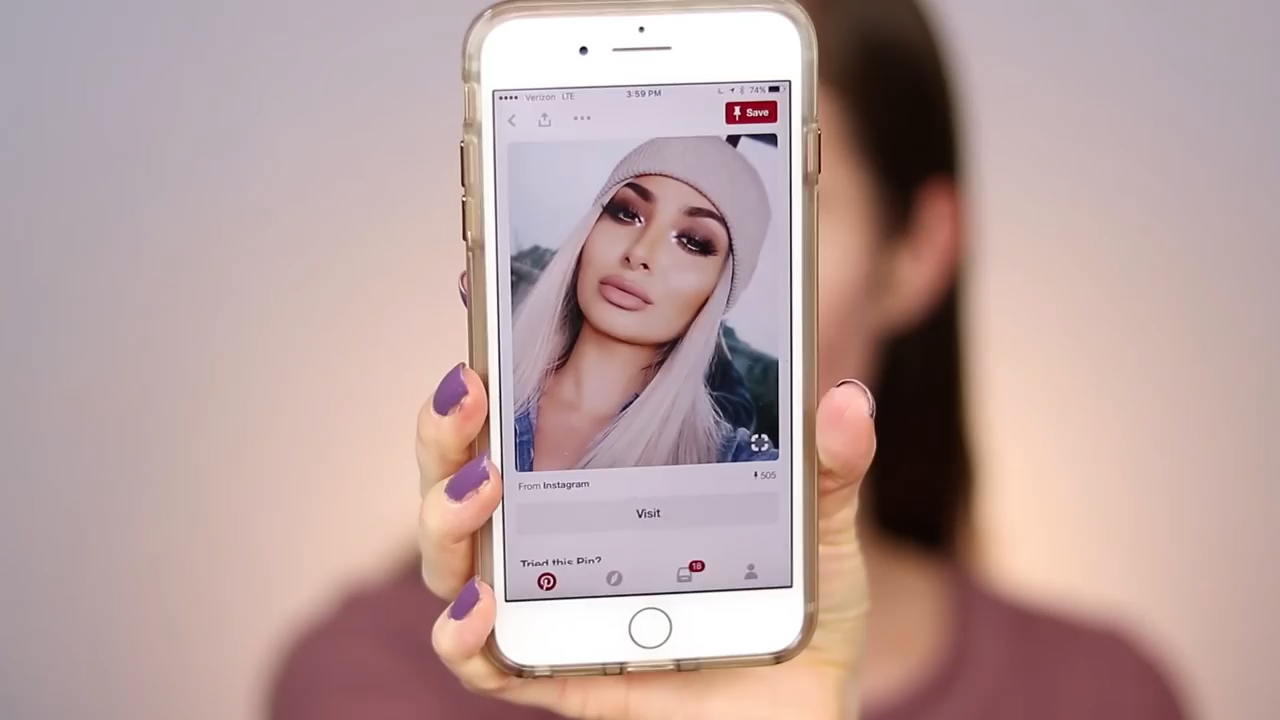 Verizon LTE 3:59 PM 74%
Save
From Instagram 505
Visit
Tried this Pin?
18